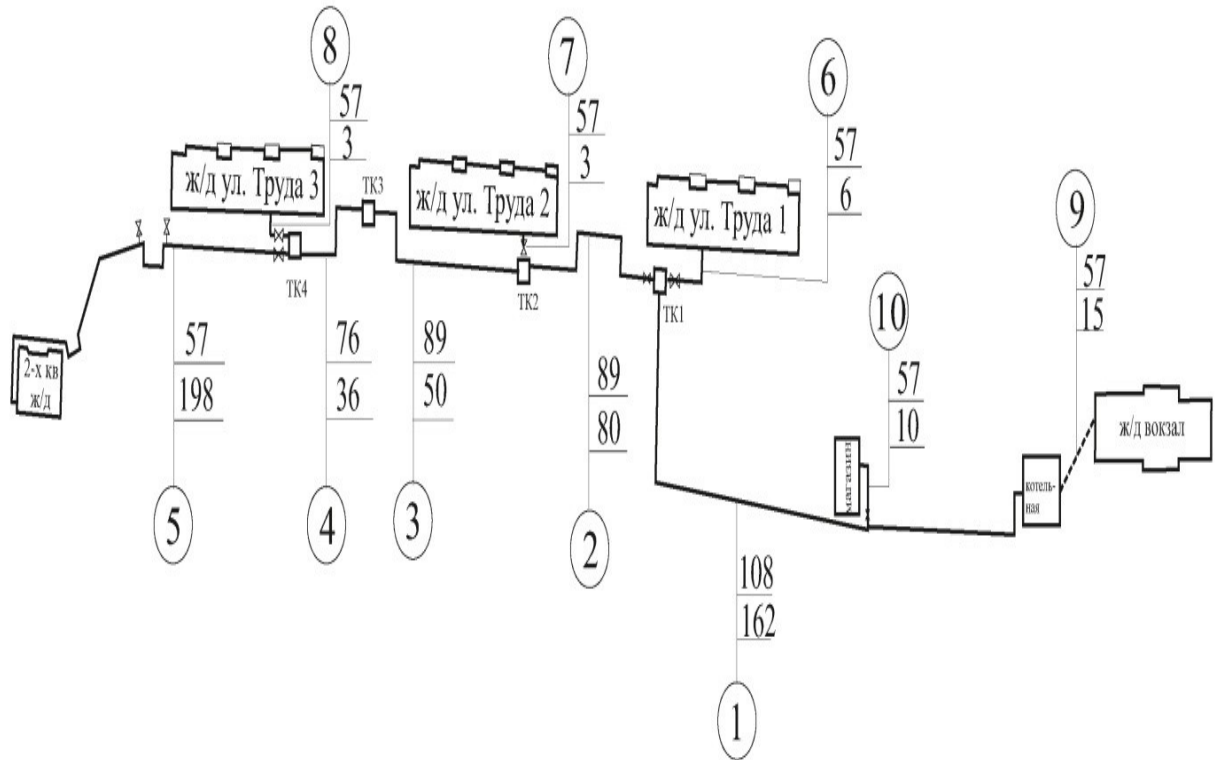 8
57
3
7
57
3
6
57
6
9
57
15
ж/д ул. Труда 3
ТК3
ж/д ул. Труда 2
ж/д ул. Труда 1
ТК4
ТК2
ТК1
10
57
10
2-х кв
ж/д
57
198
76
36
89
50
89
80
магазин
ж/д вокзал
котель-
ная
5
4
3
2
108
162
1